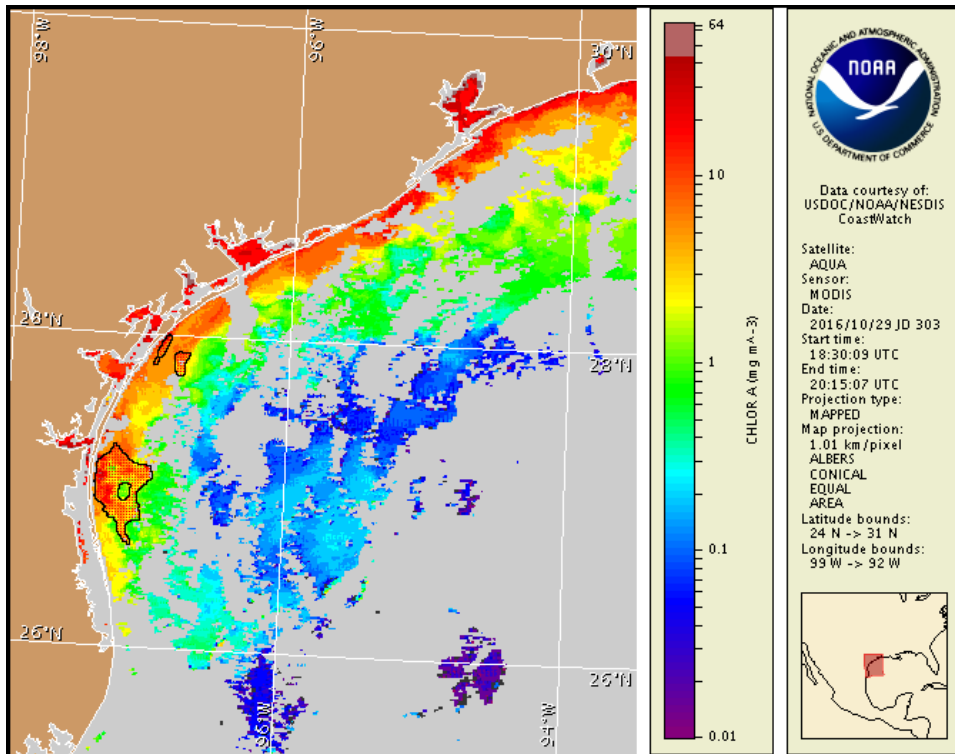 98°W
96°W
30°N
28°N
28°N
26°N
26°N
96°W
94°W
64
10
1
0.1
0.01
CHLOR A (mg m^-3)
NATIONAL OCEANIC AND ATMOSPHERIC ADMINISTRATION
NOAA
U.S. DEPARTMENT OF COMMERCE
Data courtesy of:
USDOC/NOAA/NESDIS
CoastWatch
Satellite:
AQUA
Sensor:
MODIS
Date:
2016/10/29 JD 303
Start time:
18:30:09 UTC
End time:
20:15:07 UTC
Projection type:
MAPPED
Map projection:
1.01 km/pixel
ALBERS
CONICAL
EQUAL
AREA
Latitude bounds:
24 N -> 31 N
Longitude bounds:
99 W -> 92 W